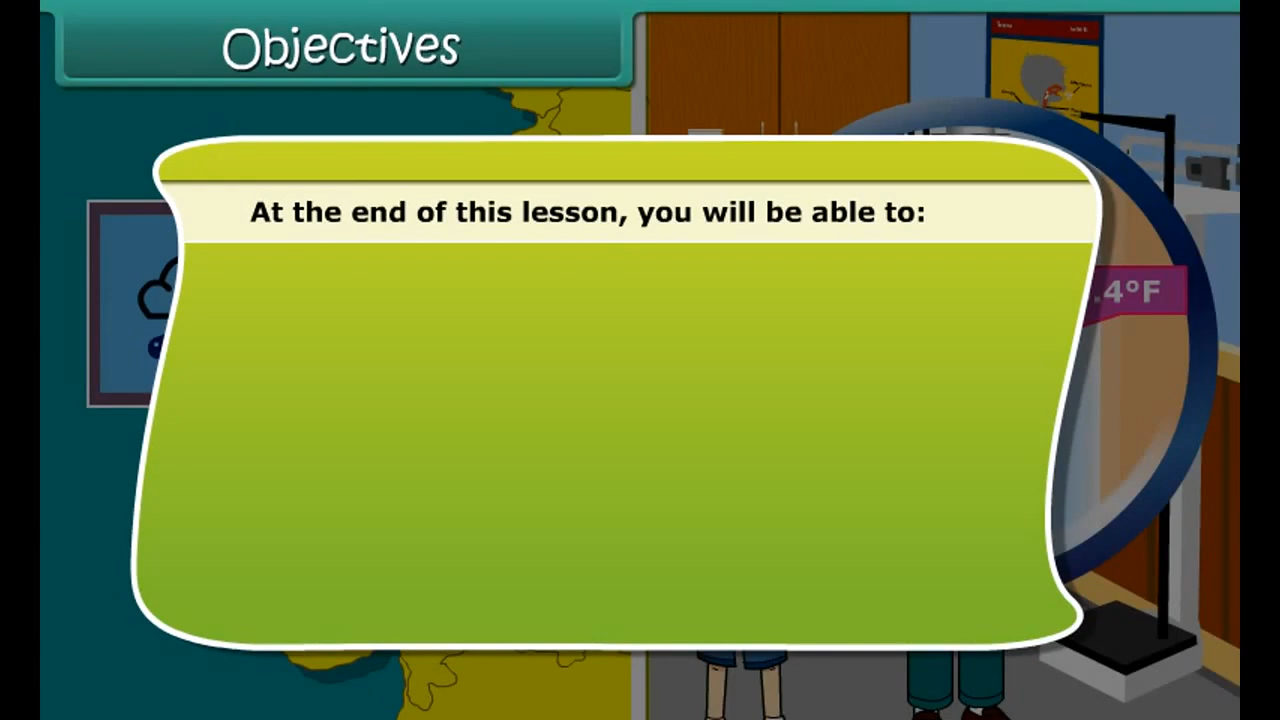 Objectives
At the end of this lesson, you will be able to:
.4°F